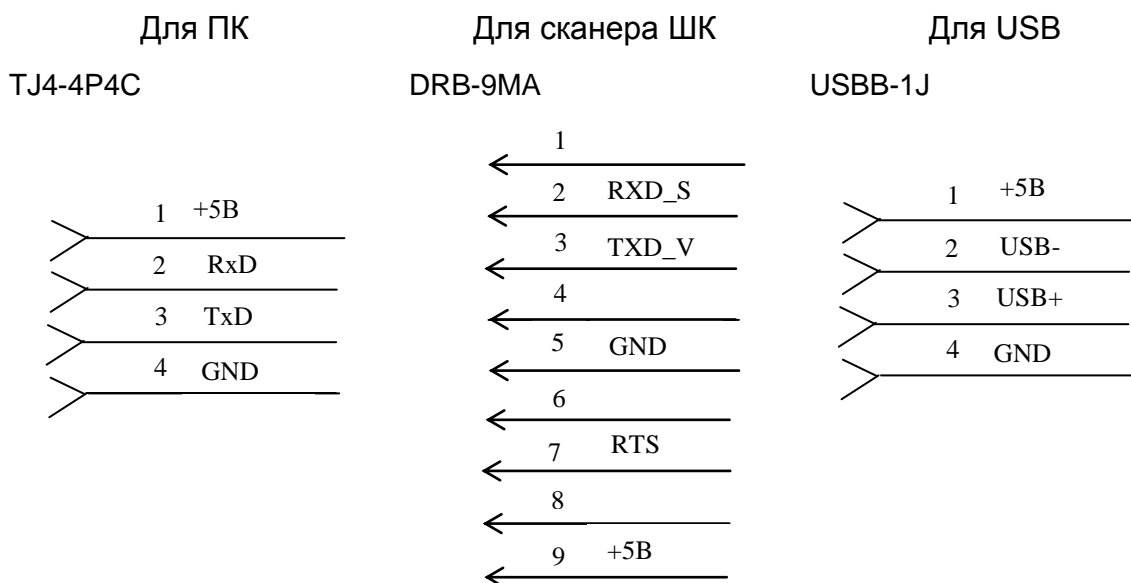 Для ПК
TJ4-4P4C
1 +5В
2 RxD
3 TxD
4 GND
Для сканера ШК
DRB-9MA
1
2 RXD_S
3 TXD_V
4
5 GND
6
7 RTS
8
9 +5В
Для USB
USBB-1J
1 +5В
2 USB-
3 USB+
4 GND